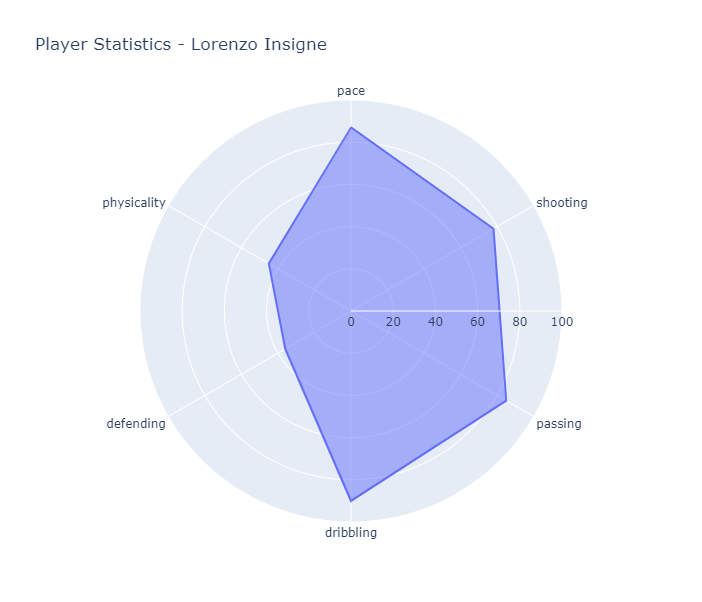 Player Statistics - Lorenzo Insigne
pace
physicality
shooting
0 20 40 60 80 100
defending
passing
dribbling